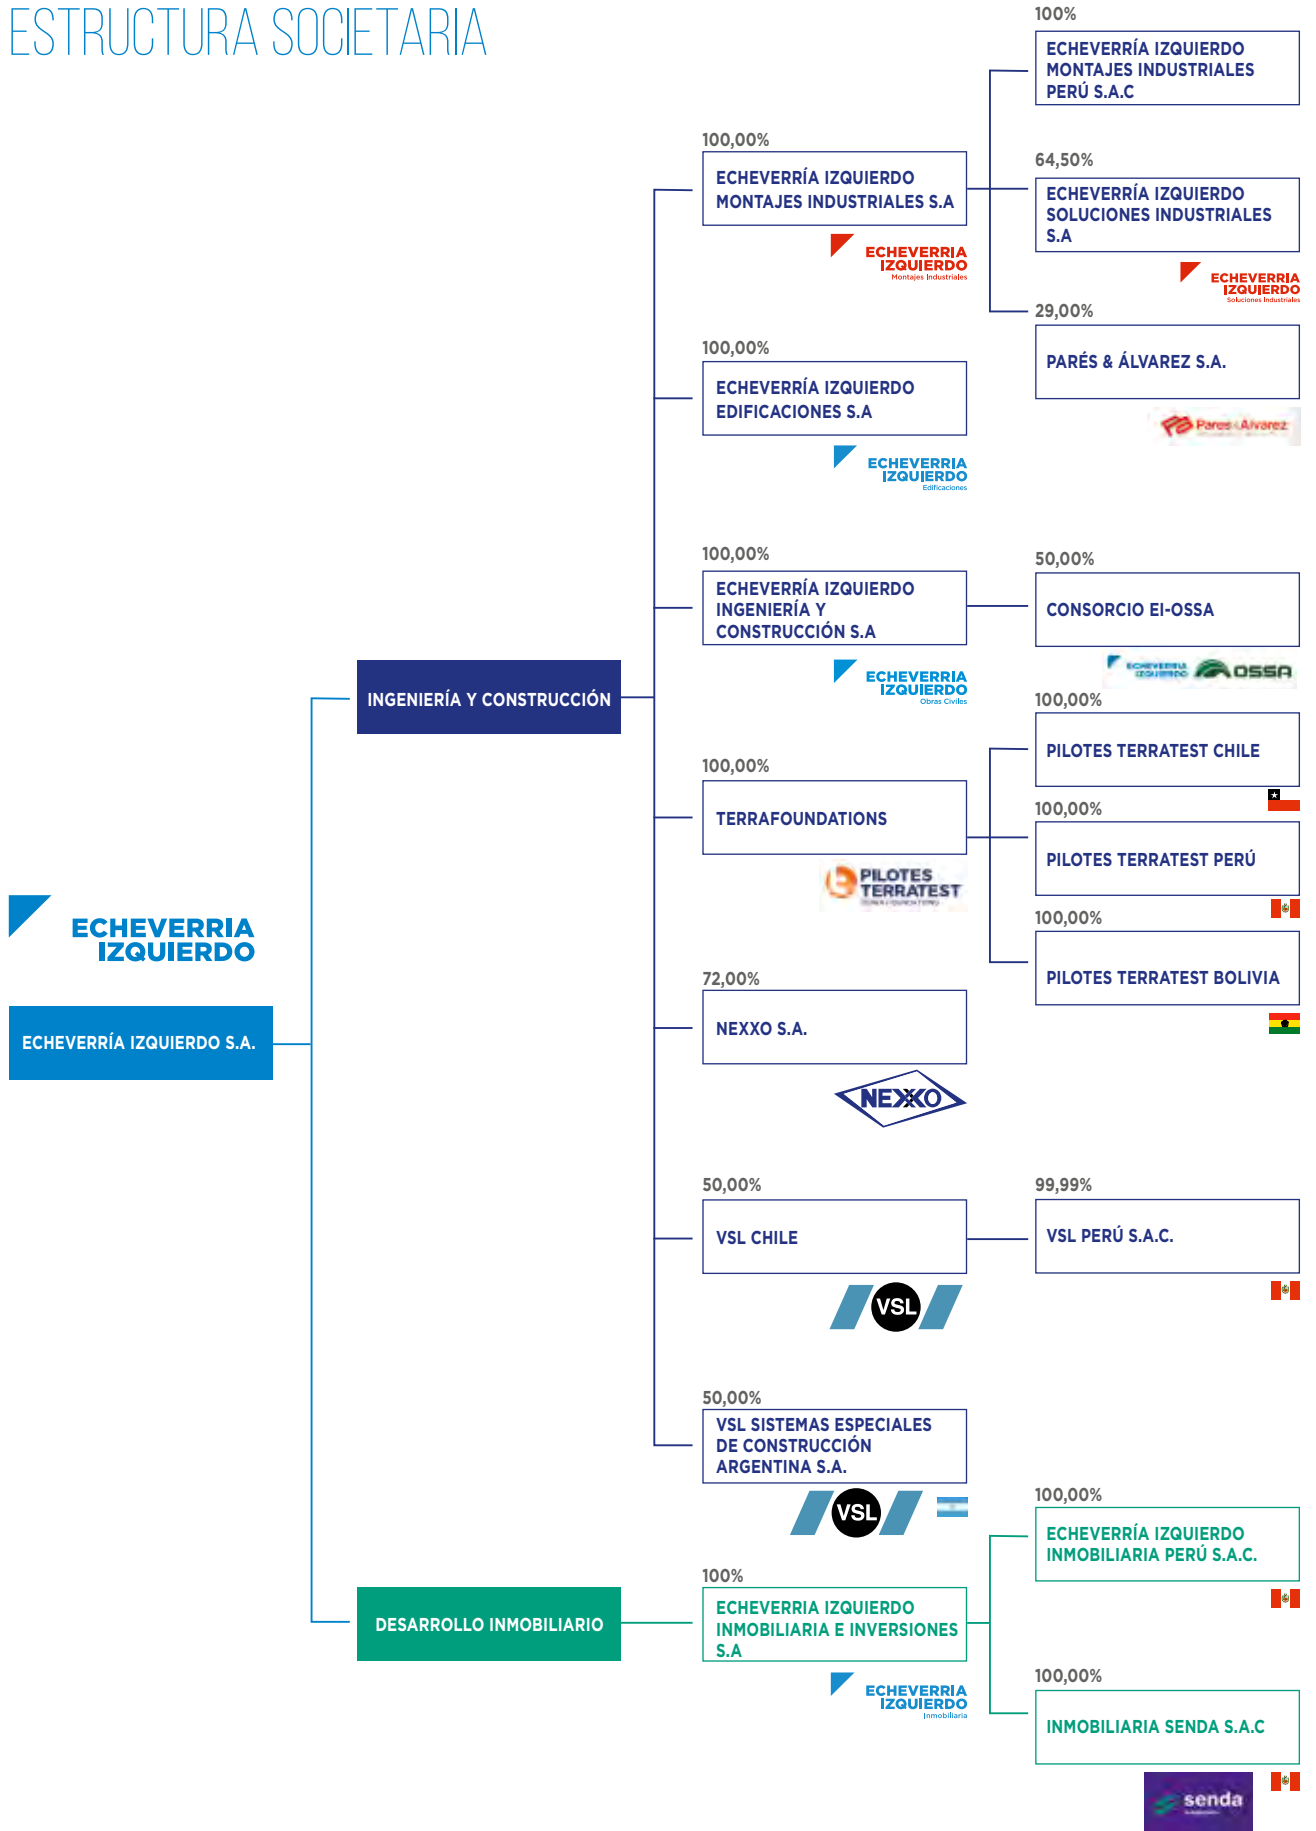 ESTRUCTURA SOCIETARIA
ECHEVERRIA
IZQUIERDO
ECHEVERRÍA IZQUIERDO S.A.
INGENIERÍA Y CONSTRUCCIÓN
100,00%
ECHEVERRÍA IZQUIERDO
MONTAJES INDUSTRIALES S.A
ECHEVERRIA
IZQUIERDO
Montajes Industriales
100%
ECHEVERRÍA IZQUIERDO
MONTAJES INDUSTRIALES
PERÚ S.A.C
64,50%
ECHEVERRÍA IZQUIERDO
SOLUCIONES INDUSTRIALES
S.A
ECHEVERRIA
IZQUIERDO
Soluciones Industriales
29,00%
PARÉS & ÁLVAREZ S.A.
Pares&Alvarez
100,00%
ECHEVERRÍA IZQUIERDO
EDIFICACIONES S.A
ECHEVERRIA
IZQUIERDO
Edificaciones
100,00%
ECHEVERRÍA IZQUIERDO
INGENIERÍA Y
CONSTRUCCIÓN S.A
ECHEVERRIA
IZQUIERDO
Obras Civiles
50,00%
CONSORCIO EI-OSSA
ECHEVERRIA
IZQUIERDO
OSSA
100,00%
TERRAFOUNDATIONS
PILOTES
TERRATEST
100,00%
PILOTES TERRATEST CHILE
100,00%
PILOTES TERRATEST PERÚ
100,00%
PILOTES TERRATEST BOLIVIA
72,00%
NEXXO S.A.
NEXXO
50,00%
VSL CHILE
VSL
99,99%
VSL PERÚ S.A.C.
50,00%
VSL SISTEMAS ESPECIALES
DE CONSTRUCCIÓN
ARGENTINA S.A.
VSL
DESARROLLO INMOBILIARIO
100%
ECHEVERRIA IZQUIERDO
INMOBILIARIA E INVERSIONES
S.A
ECHEVERRIA
IZQUIERDO
Inmobiliaria
100,00%
ECHEVERRÍA IZQUIERDO
INMOBILIARIA PERÚ S.A.C.
100,00%
INMOBILIARIA SENDA S.A.C
senda